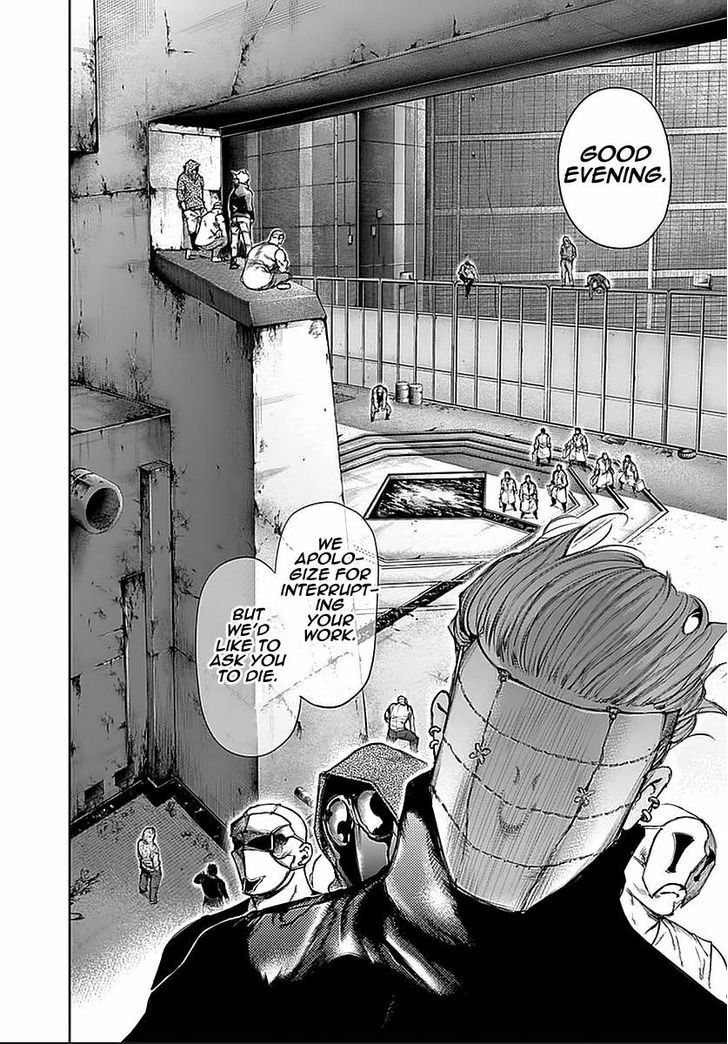 GOOD
EVENING.
WE
APOLO-
GIZE FOR
INTERRUPT-
ING
YOUR
WORK.
BUT
WE'D
LIKE TO
ASK YOU
TO DIE.